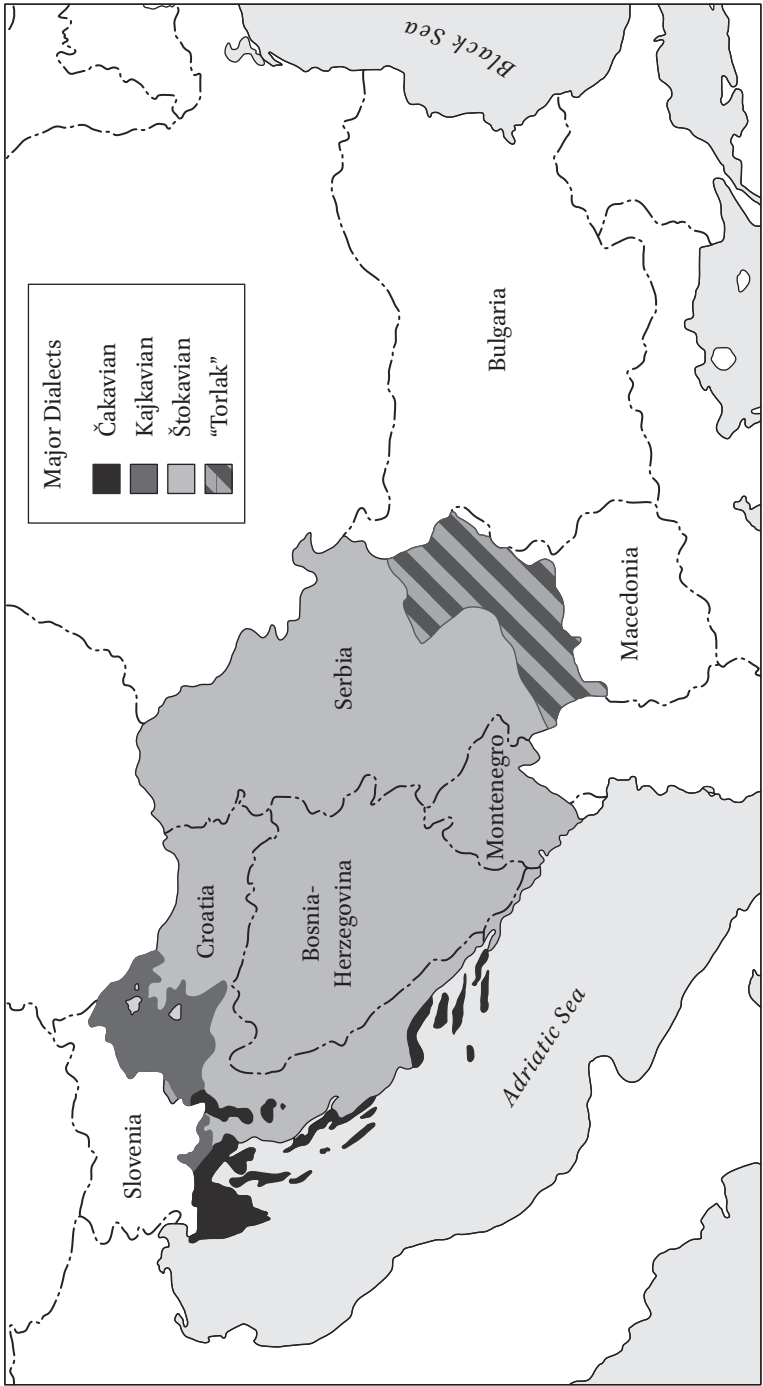 Major Dialects
Čakavian
Kajkavian
Štokavian
“Torlak”
Slovenia
Croatia
Bosnia-
Herzegovina
Serbia
Montenegro
Macedonia
Bulgaria
Adriatic Sea
Black Sea